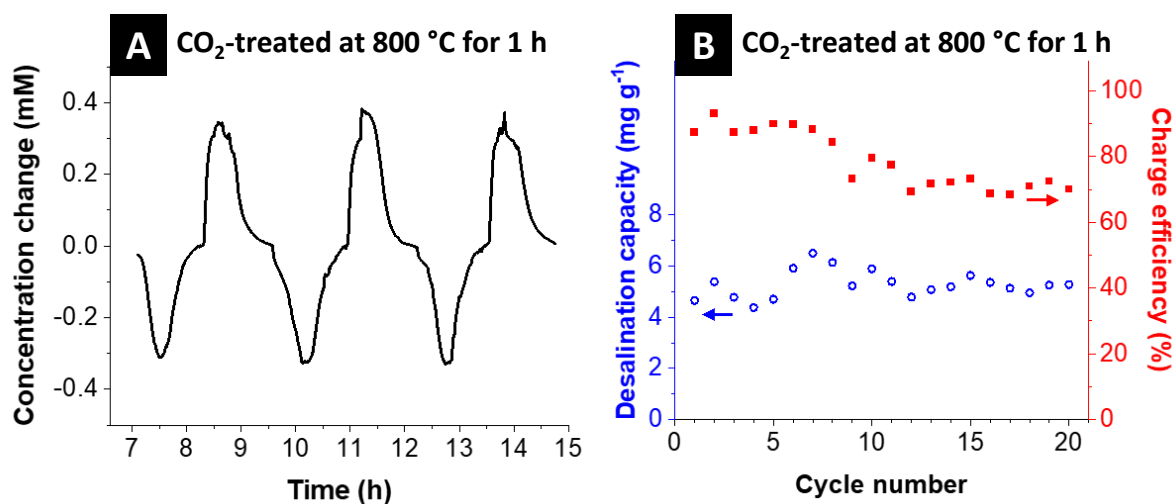 A
CO₂-treated at 800 °C for 1 h
Concentration change (mM)
0.4
0.2
0.0
-0.2
-0.4
7 8 9 10 11 12 13 14 15
Time (h)
B
CO₂-treated at 800 °C for 1 h
Desalination capacity (mg g⁻¹)
8
6
4
2
0
0 5 10 15 20
Cycle number
100
80
60
40
20
0
Charge efficiency (%)